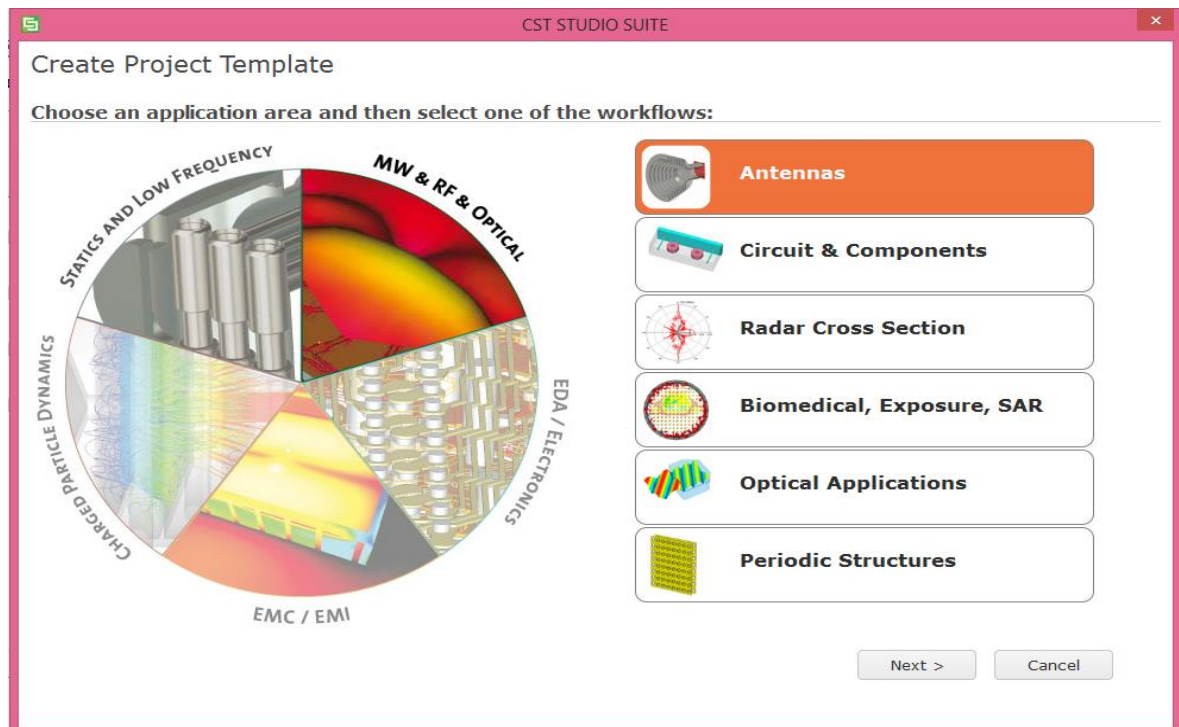 CST STUDIO SUITE
Create Project Template
Choose an application area and then select one of the workflows:
STATICS AND LOW FREQUENCY
MW & RF & OPTICAL
EDA / ELECTRONICS
EMC / EMI
CHARGED PARTICLE DYNAMICS
Antennas
Circuit & Components
Radar Cross Section
Biomedical, Exposure, SAR
Optical Applications
Periodic Structures
Next >
Cancel